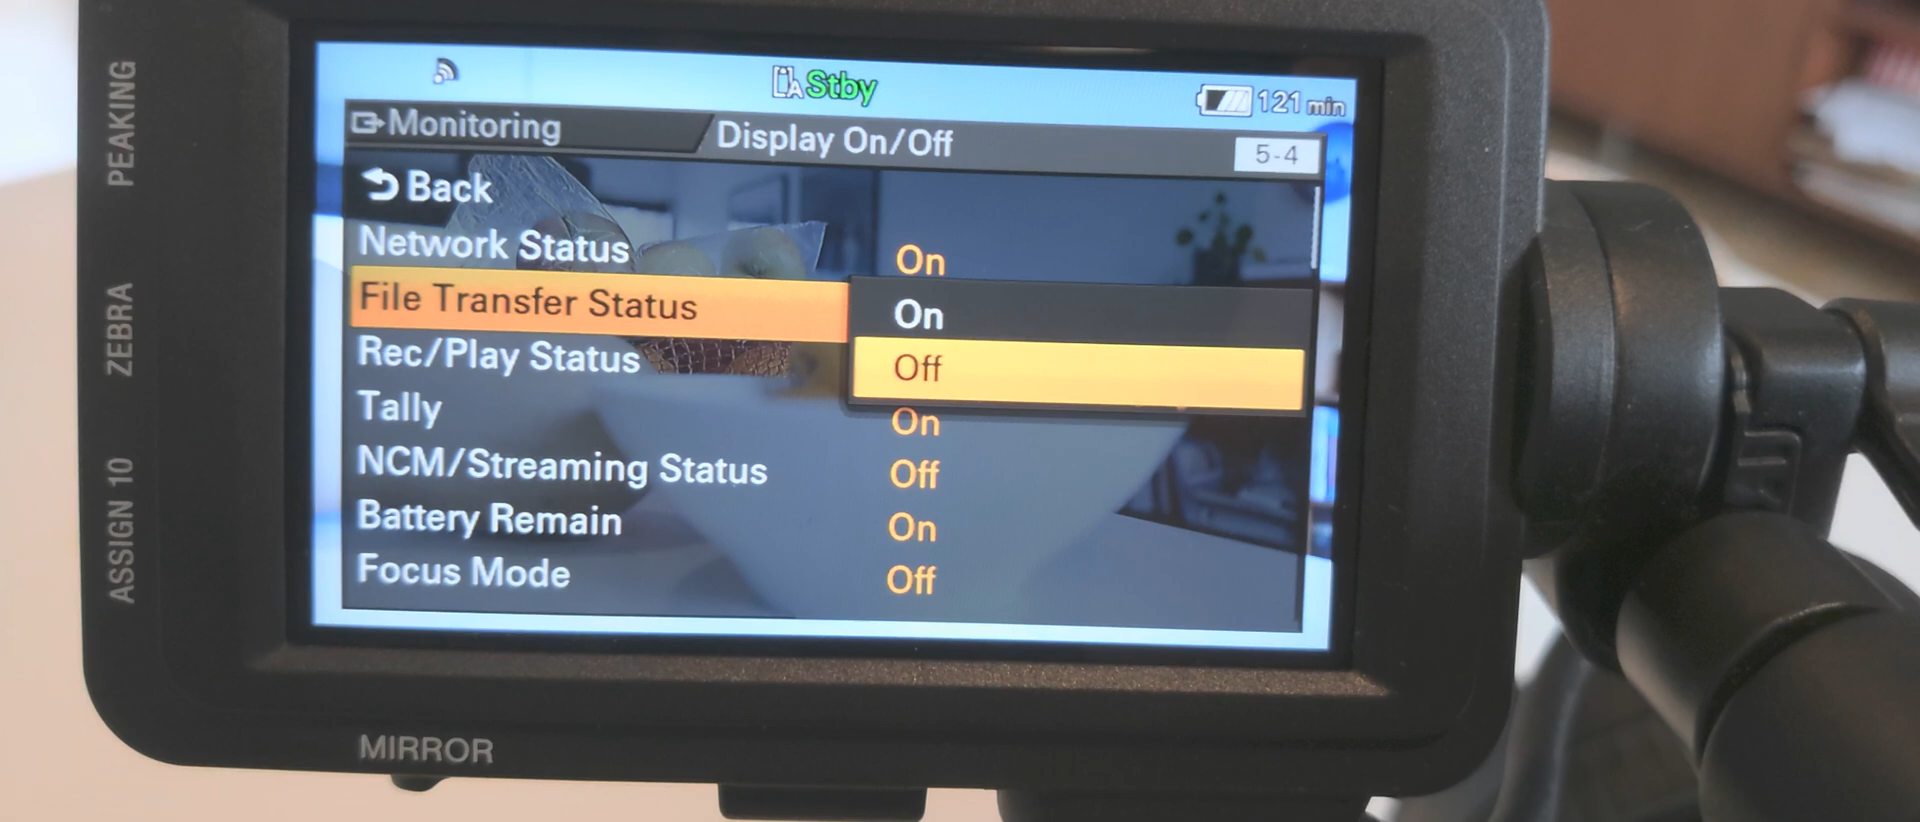 PEAKING
ZEBRA
ASSIGN 10
A Stby
121 min
Monitoring Display On/Off 5-4
Back
Network Status On
File Transfer Status On
Off
Rec/Play Status
Tally On
NCM/Streaming Status Off
Battery Remain On
Focus Mode Off
MIRROR